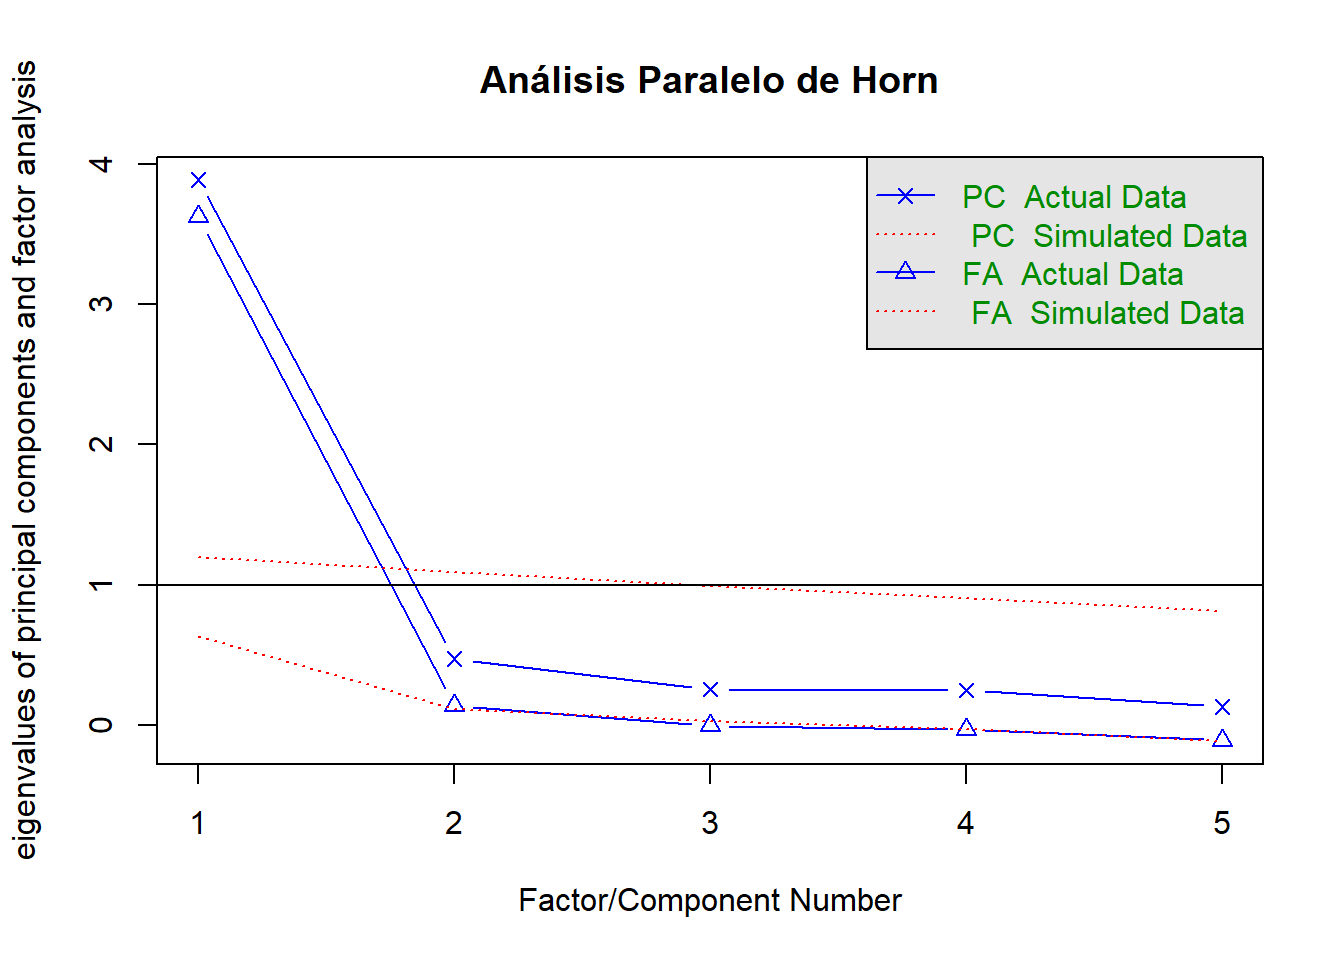 Análisis Paralelo de Horn
eigenvalues of principal components and factor analysis
4
3
2
1
0
PC Actual Data
PC Simulated Data
FA Actual Data
FA Simulated Data
1 2 3 4 5
Factor/Component Number